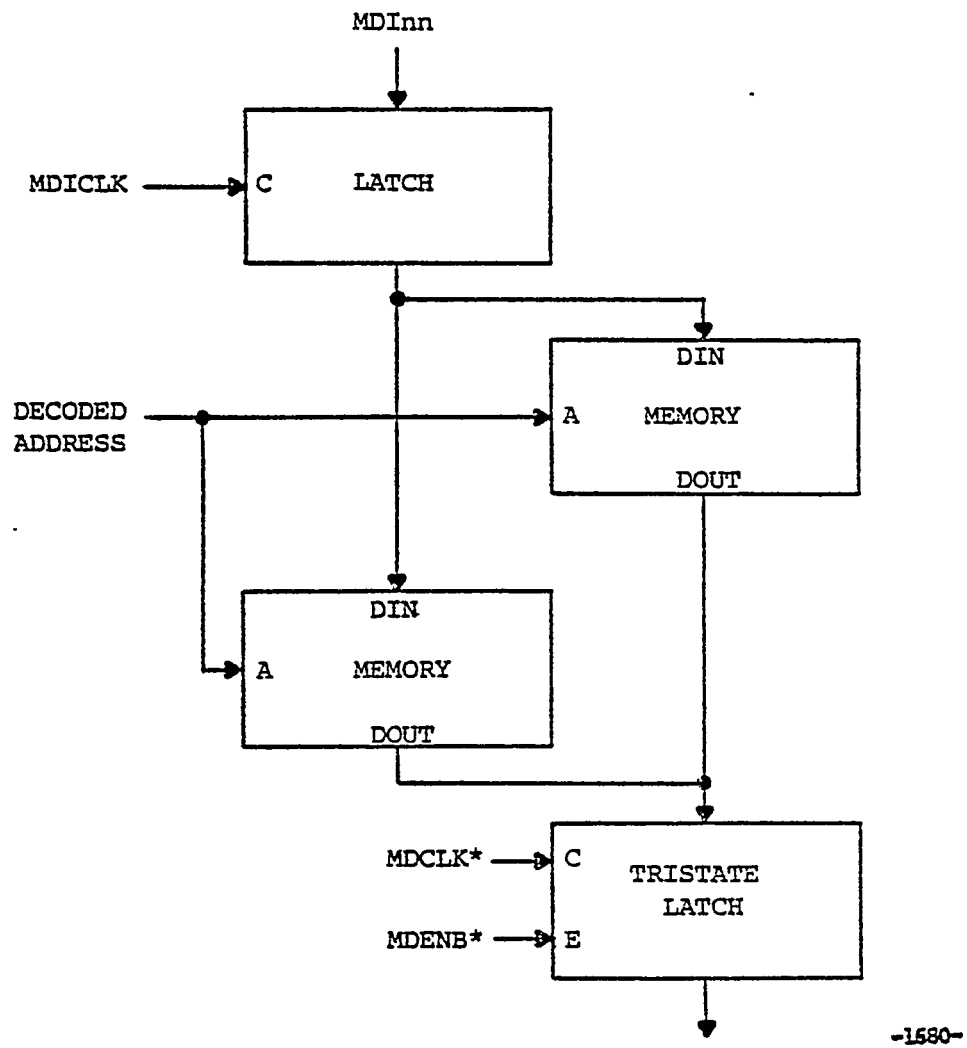 MDInn
MDICLK
C
LATCH
DIN
DECODED
ADDRESS
A
MEMORY
DOUT
DIN
A
MEMORY
DOUT
MDCLK*
C
TRISTATE
LATCH
MDENB*
E
-1680-